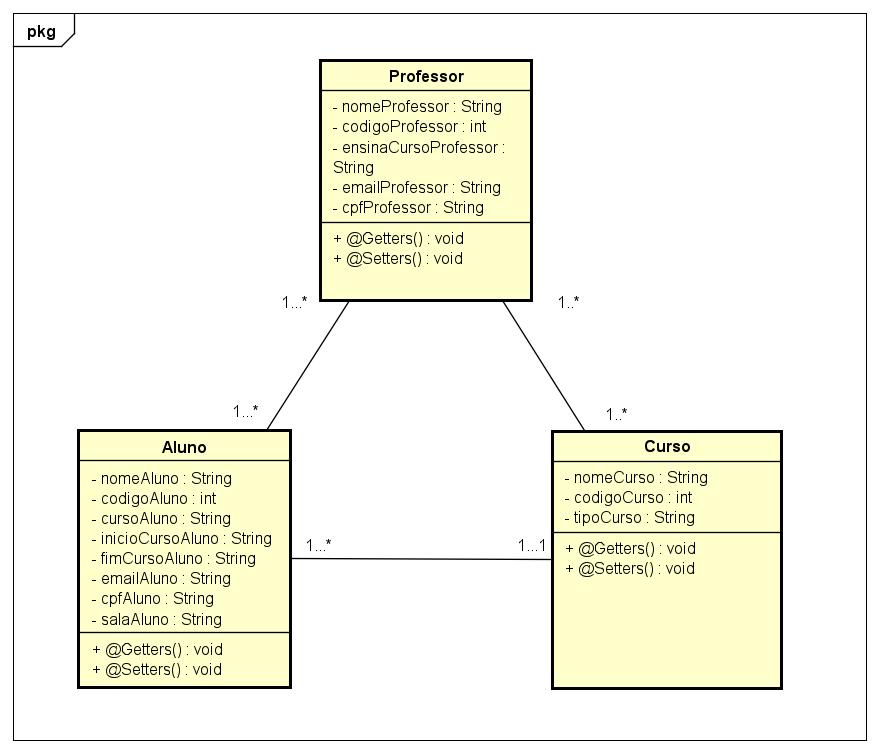 pkg
Professor
- nomeProfessor : String
- codigoProfessor : int
- ensinaCursoProfessor :
String
- emailProfessor : String
- cpfProfessor : String
+ @Getters() : void
+ @Setters() : void
1...*
1..*
1...*
1..*
Aluno
- nomeAluno : String
- codigoAluno : int
- cursoAluno : String
- inicioCursoAluno : String
- fimCursoAluno : String
- emailAluno : String
- cpfAluno : String
- salaAluno : String
+ @Getters() : void
+ @Setters() : void
1...*
1...1
Curso
- nomeCurso : String
- codigoCurso : int
- tipoCurso : String
+ @Getters() : void
+ @Setters() : void